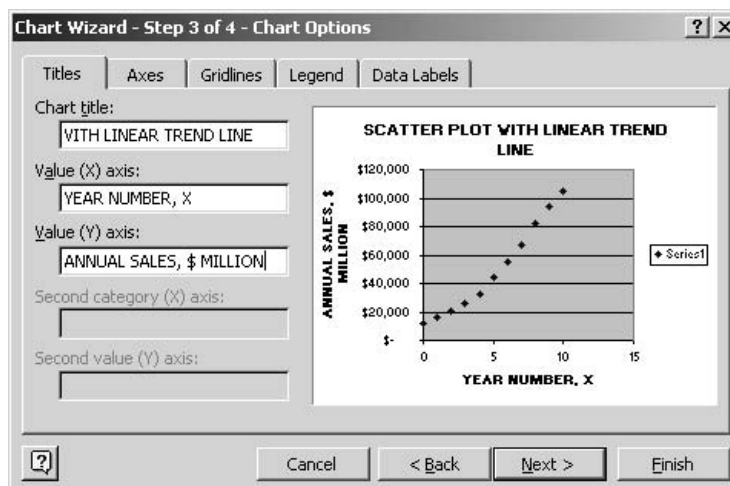 Chart Wizard - Step 3 of 4 - Chart Options
? X
Titles Axes Gridlines Legend Data Labels
Chart title:
VITH LINEAR TREND LINE
Value (X) axis:
YEAR NUMBER, X
Value (Y) axis:
ANNUAL SALES, $ MILLION
Second category (X) axis:
Second value (Y) axis:
SCATTER PLOT WITH LINEAR TREND
LINE
ANNUAL SALES, $
MILLION
$120,000
$100,000
$80,000
$60,000
$40,000
$20,000
$-
0 5 10 15
YEAR NUMBER, X
Series1
?
Cancel < Back Next > Finish